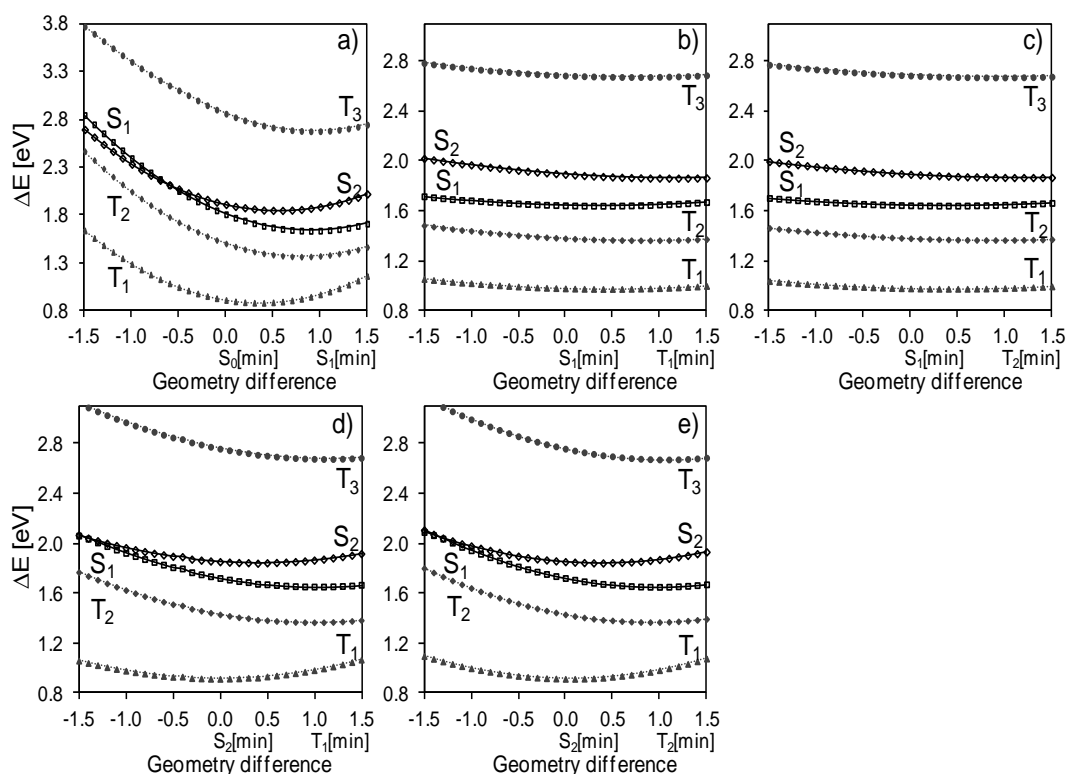 a)
3.8
3.3
2.8
2.3
1.8
1.3
0.8
ΔE [eV]
T3
S1
S2
T2
T1
-1.5 -1.0 -0.5 0.0 0.5 1.0 1.5
S0[min] S1[min]
Geometry difference
b)
2.8
2.4
2.0
1.6
1.2
0.8
T3
S2
S1
T2
T1
-1.5 -1.0 -0.5 0.0 0.5 1.0 1.5
S1[min] T1[min]
Geometry difference
c)
2.8
2.4
2.0
1.6
1.2
0.8
T3
S2
S1
T2
T1
-1.5 -1.0 -0.5 0.0 0.5 1.0 1.5
S1[min] T2[min]
Geometry difference
d)
2.8
2.4
2.0
1.6
1.2
0.8
ΔE [eV]
T3
S2
S1
T2
T1
-1.5 -1.0 -0.5 0.0 0.5 1.0 1.5
S2[min] T1[min]
Geometry difference
e)
2.8
2.4
2.0
1.6
1.2
0.8
T3
S2
S1
T2
T1
-1.5 -1.0 -0.5 0.0 0.5 1.0 1.5
S2[min] T2[min]
Geometry difference